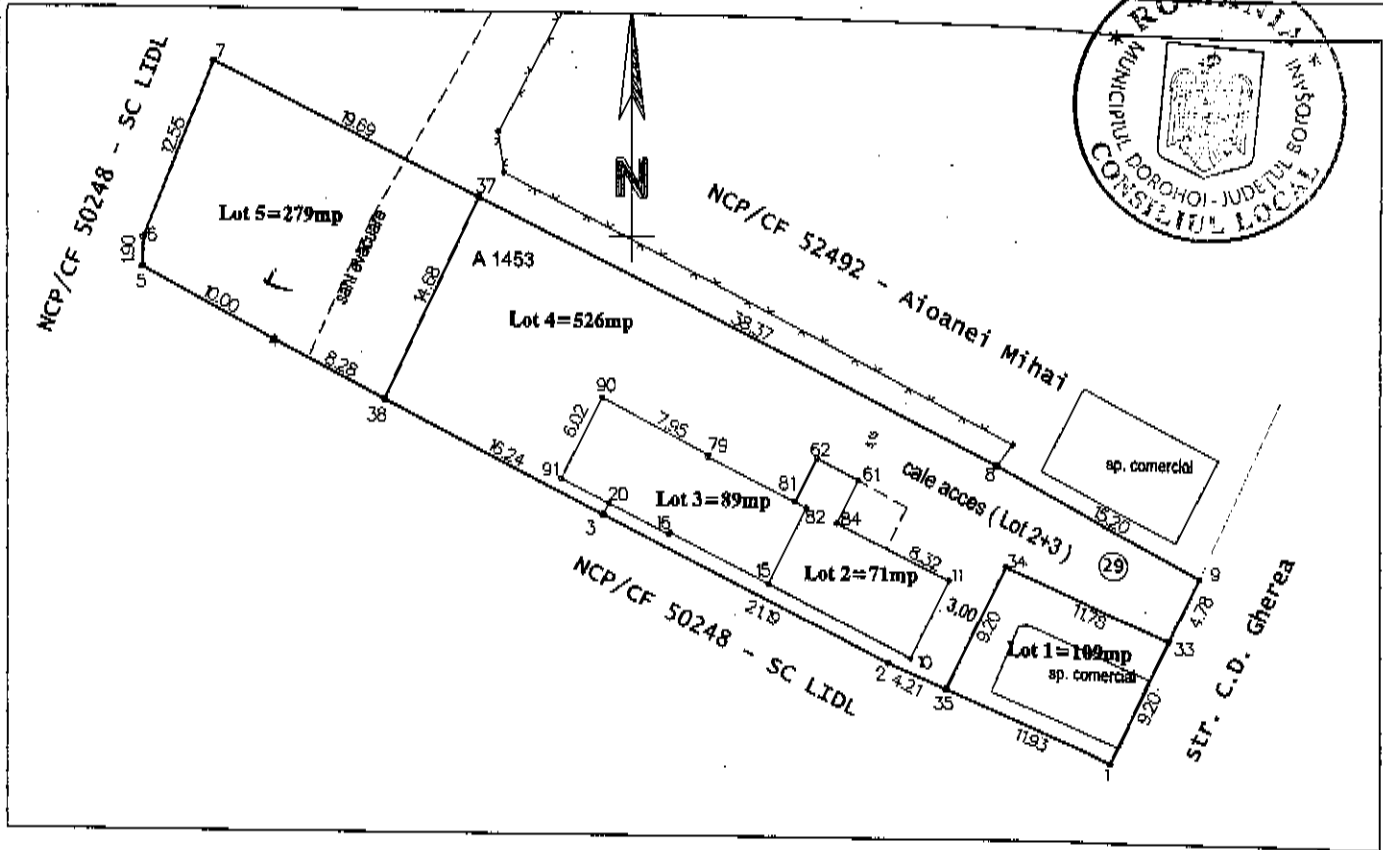 * ROMÂNIA *
MUNICIPIUL DOROHOI - JUDEŢUL BOTOŞANI
CONSILIUL LOCAL
7
NCP/CF 50248 - SC LIDL
12.55
19.69
Lot 5=279mp
37
N
NCP/CF 52492 - Aioanei Mihai
6
1.90
5
A 1453
14.68
10.00
Lot 4=526mp
38.37
8.28
38
90
6.02
7.95
79
16.24
62
61
cale acces ( Lot 2+3 )
8
sp. comercial
91
20
Lot 3=89mp
81
82
84
15.20
3
16
8.32
34
29
9
15
Lot 2=71mp
11
NCP/CF 50248 - SC LIDL
21.19
3.00
9.20
11.78
4.78
33
10
Lot 1=109mp
sp. comercial
2
4.21
35
9.20
str. C.D. Gherea
11.93
1